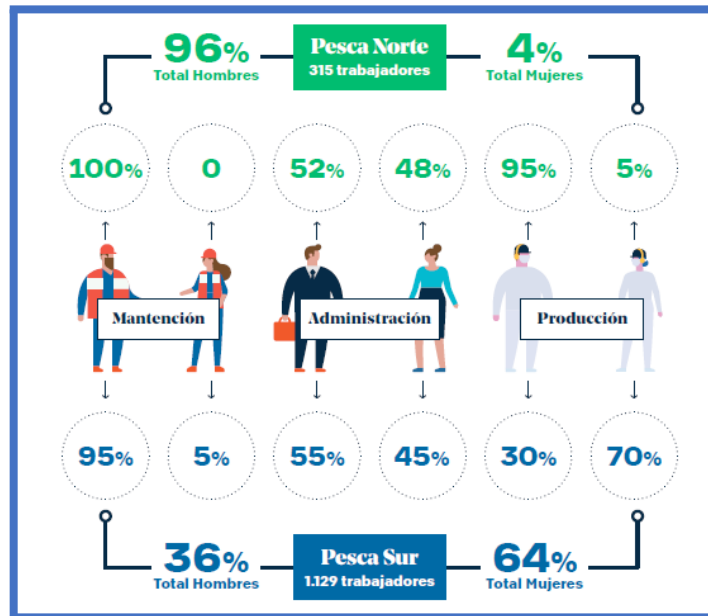 96% Pesca Norte 4%
Total Hombres 315 trabajadores Total Mujeres
100% 0 52% 48% 95% 5%
Mantención Administración Producción
95% 5% 55% 45% 30% 70%
36% Pesca Sur 64%
Total Hombres 1.129 trabajadores Total Mujeres